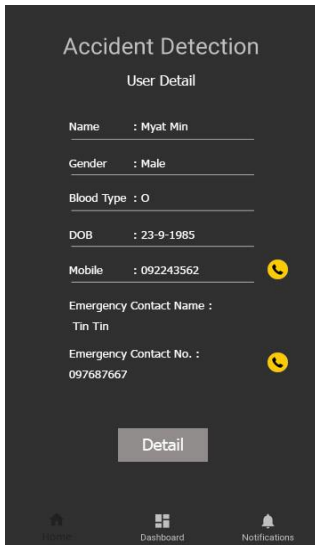 Accident Detection
User Detail
Name : Myat Min
Gender : Male
Blood Type : O
DOB : 23-9-1985
Mobile : 092243562
Emergency Contact Name :
Tin Tin
Emergency Contact No. :
097687667
Detail
Home Dashboard Notifications